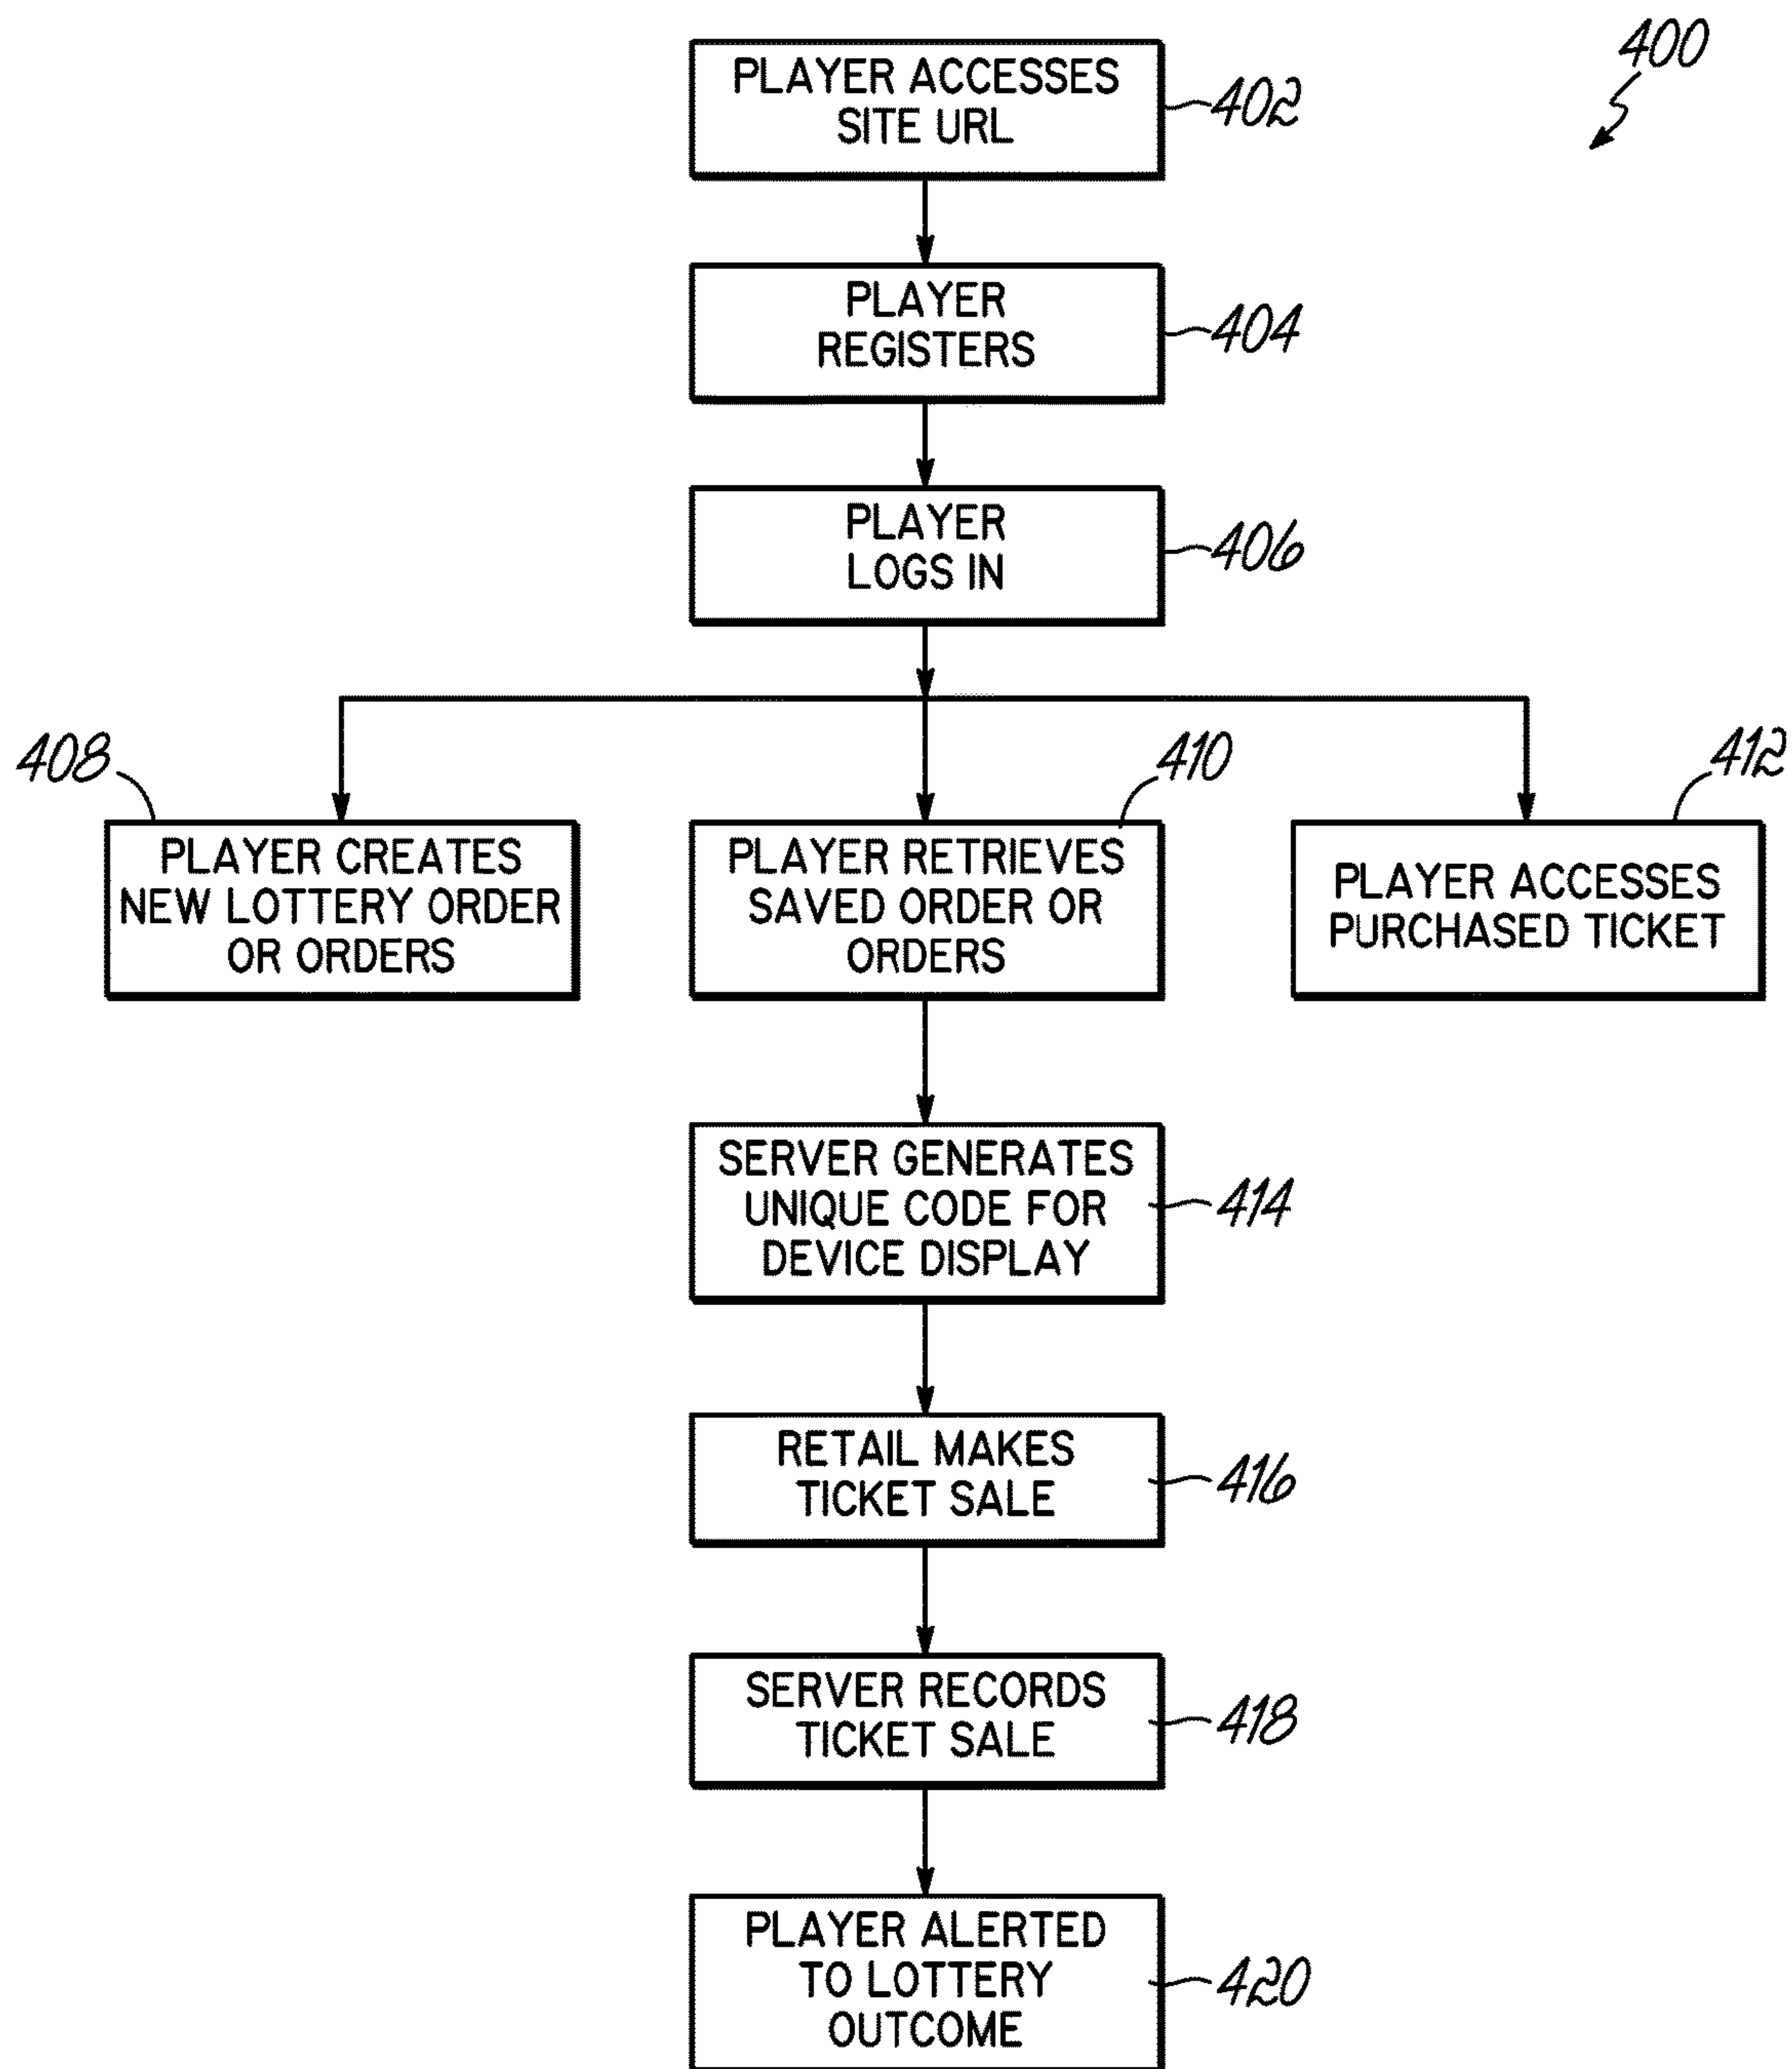 400
PLAYER ACCESSES
SITE URL
402
PLAYER
REGISTERS
404
PLAYER
LOGS IN
406
408
PLAYER CREATES
NEW LOTTERY ORDER
OR ORDERS
410
PLAYER RETRIEVES
SAVED ORDER OR
ORDERS
412
PLAYER ACCESSES
PURCHASED TICKET
SERVER GENERATES
UNIQUE CODE FOR
DEVICE DISPLAY
414
RETAIL MAKES
TICKET SALE
416
SERVER RECORDS
TICKET SALE
418
PLAYER ALERTED
TO LOTTERY
OUTCOME
420